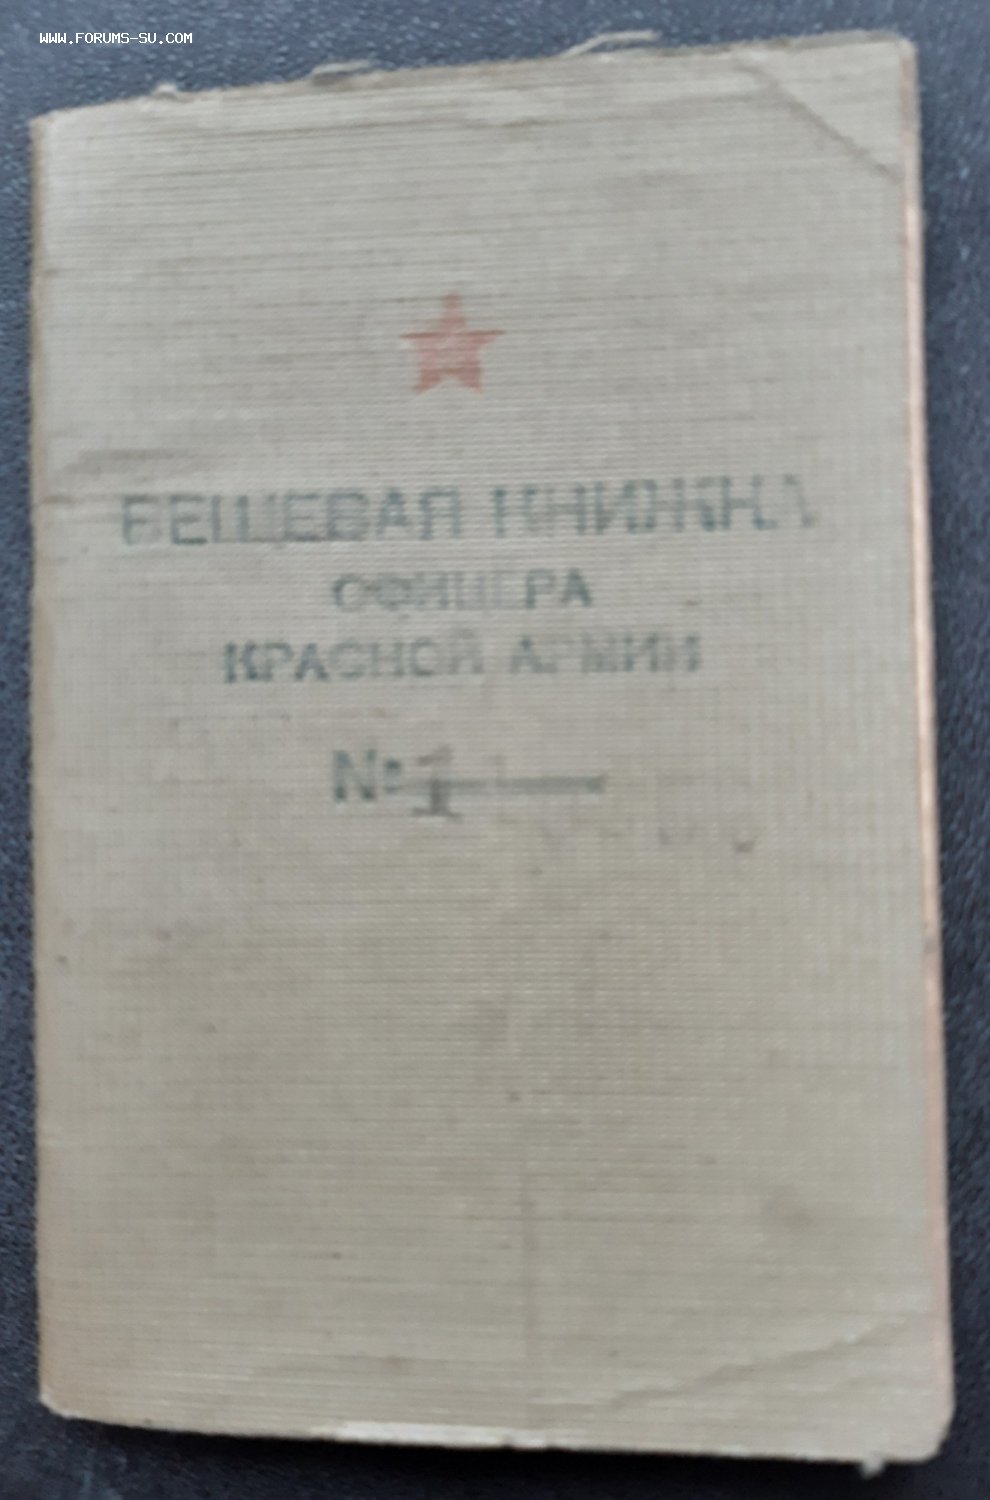 WWW.FORUMS-SU.COM
ВЕЩЕВАЯ КНИЖКА
ОФИЦЕРА
КРАСНОЙ АРМИИ
№ 1